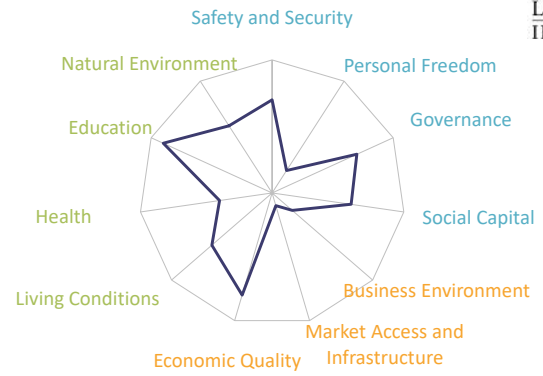 Safety and Security
Natural Environment
Personal Freedom
Education
Governance
Health
Social Capital
Living Conditions
Business Environment
Market Access and
Infrastructure
Economic Quality